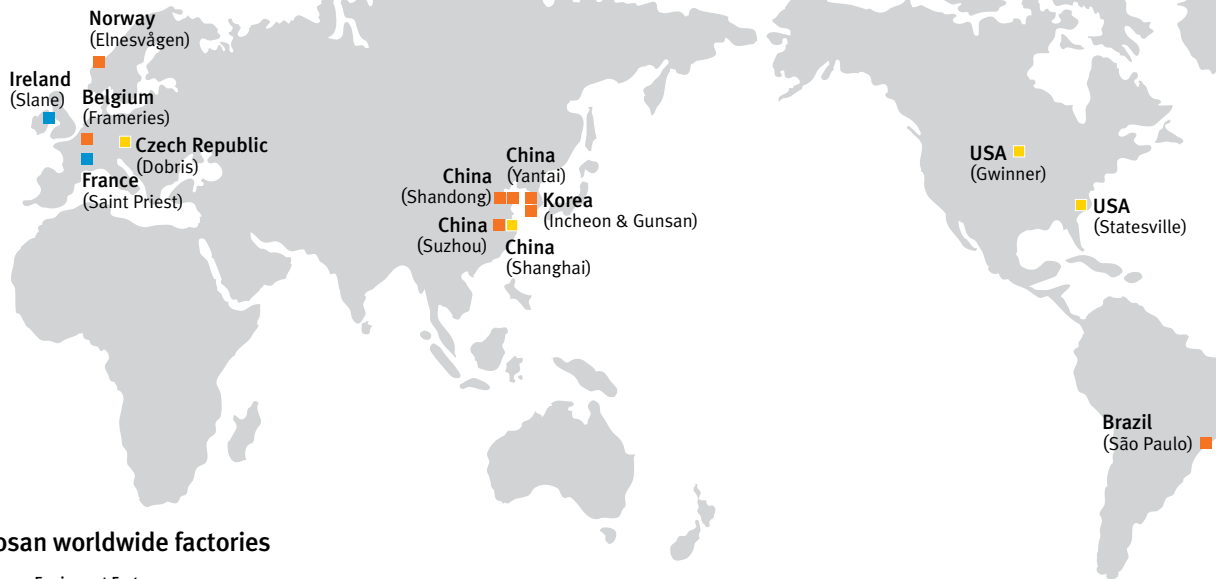 Norway
(Elnesvågen)
Ireland
(Slane)
Belgium
(Frameries)
Czech Republic
(Dobris)
France
(Saint Priest)
China
(Yantai)
China
(Shandong)
Korea
(Incheon & Gunsan)
China
(Suzhou)
China
(Shanghai)
USA
(Gwinner)
USA
(Statesville)
Brazil
(São Paulo)
osan worldwide factories